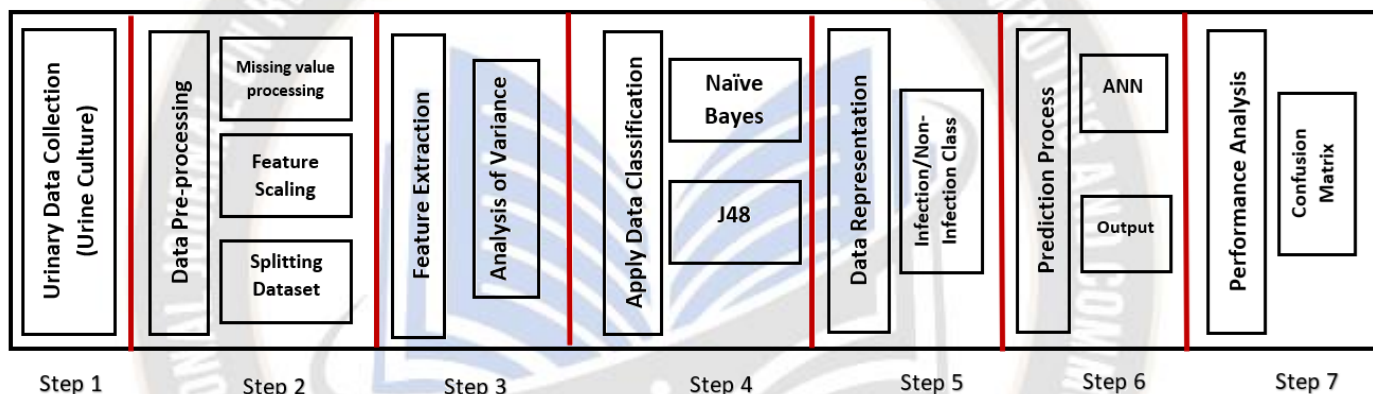 Urinary Data Collection
(Urine Culture)
Data Pre-processing
Missing value
processing
Feature
Scaling
Splitting
Dataset
Feature Extraction
Analysis of Variance
Apply Data Classification
Naïve
Bayes
J48
Data Representation
Infection/Non-
Infection Class
Prediction Process
ANN
Output
Performance Analysis
Confusion
Matrix
Step 1
Step 2
Step 3
Step 4
Step 5
Step 6
Step 7